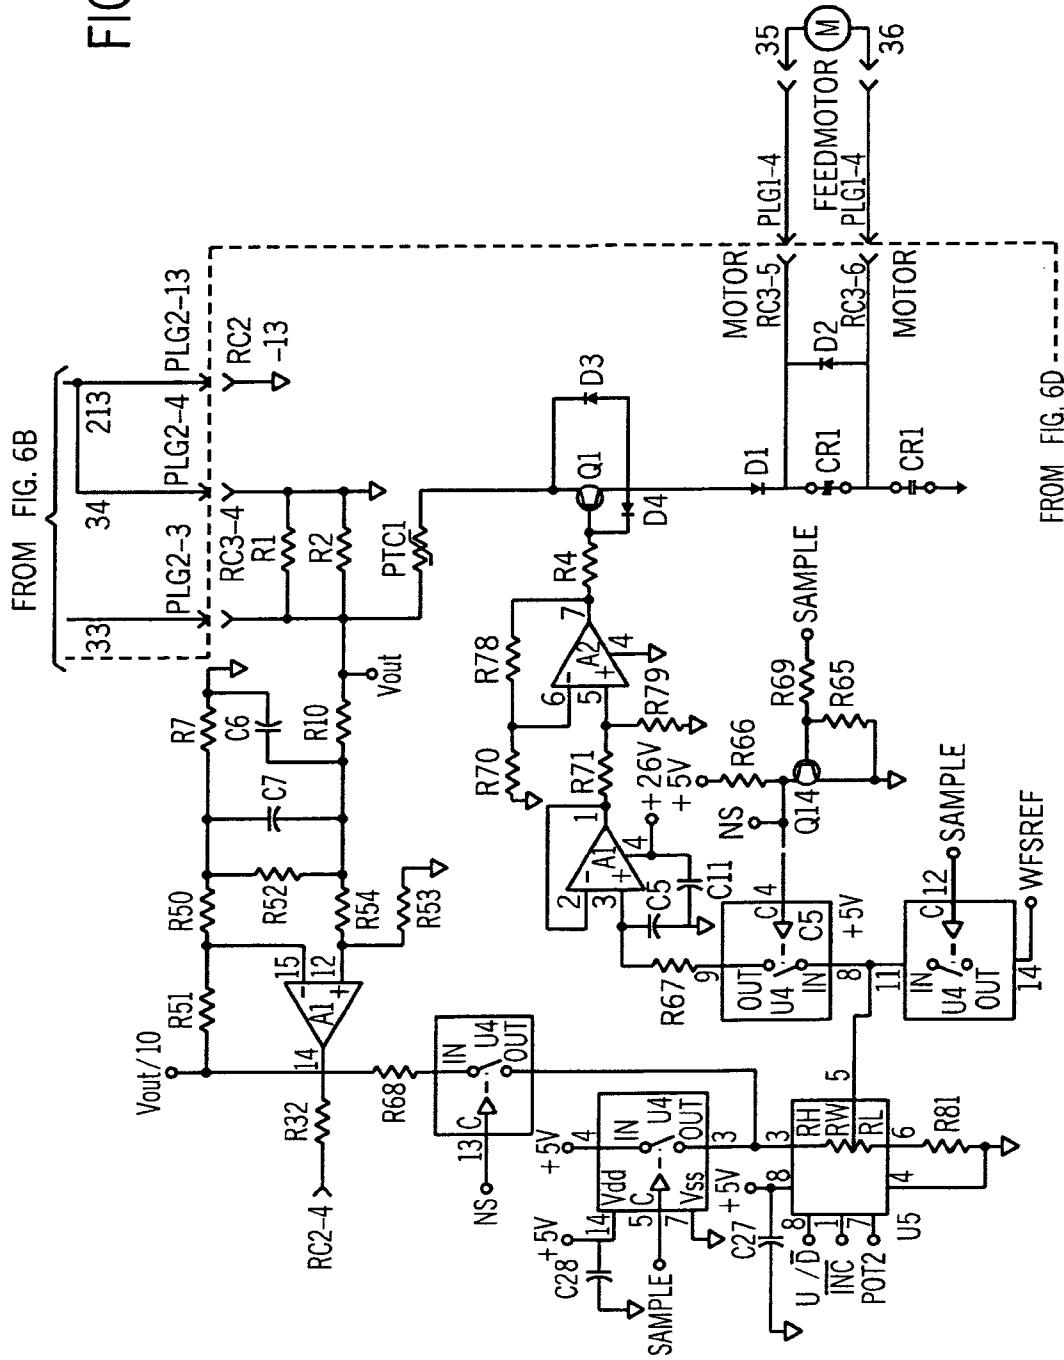 FIG
FROM FIG. 6B
33
34
213
PLG2-3
PLG2-4
PLG2-13
RC3-4
RC2
-13
R1
R2
PTC1
Vout
R7
C6
R10
C7
R50
R52
R54
R53
R51
15
12
A1
14
Vout/10
R32
RC2-4
R68
IN
U4
OUT
C
13
NS
+5V
4
IN
U4
OUT
3
Vdd
C
Vss
14
5
7
+5V
C28
SAMPLE
3
RH
RW
RL
8
+5V
C27
8
1
7
U/D
INC
POT2
U5
5
6
4
R81
R78
R70
6
5
7
A2
4
R4
R79
R71
1
2
3
A1
4
+26V
C5
C11
R67
9
OUT
U4
IN
C
4
C5
8
+5V
NS
+5V
R66
Q14
R69
SAMPLE
R65
11
IN
U4
OUT
C
12
SAMPLE
14
WFSREF
Q1
D3
D4
D1
CR1
CR1
D2
MOTOR
RC3-5
RC3-6
MOTOR
PLG1-4
FEEDMOTOR
PLG1-4
35
M
36
FROM FIG. 6D